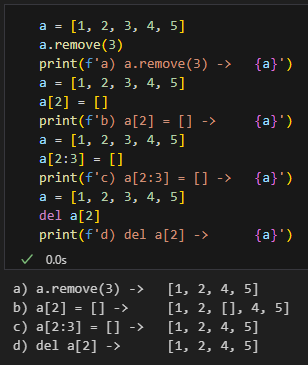 a = [1, 2, 3, 4, 5]
a.remove(3)
print(f'a) a.remove(3) ->   {a}')
a = [1, 2, 3, 4, 5]
a[2] = []
print(f'b) a[2] = [] ->     {a}')
a = [1, 2, 3, 4, 5]
a[2:3] = []
print(f'c) a[2:3] = [] ->   {a}')
a = [1, 2, 3, 4, 5]
del a[2]
print(f'd) del a[2] ->      {a}')
0.0s
a) a.remove(3) ->   [1, 2, 4, 5]
b) a[2] = [] ->     [1, 2, [], 4, 5]
c) a[2:3] = [] ->   [1, 2, 4, 5]
d) del a[2] ->      [1, 2, 4, 5]